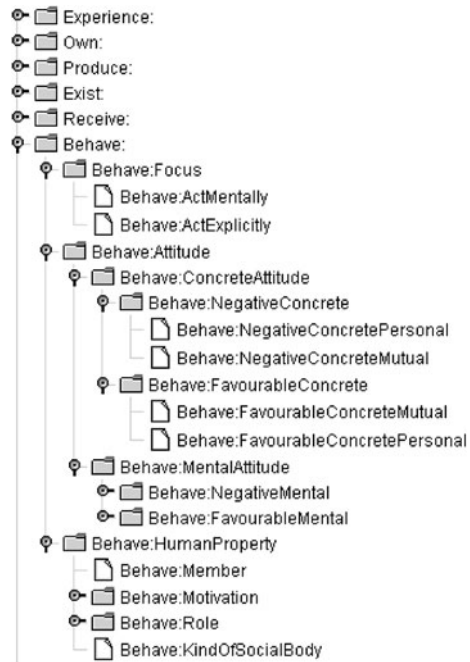 Experience:
Own:
Produce:
Exist:
Receive:
Behave:
Behave:Focus
Behave:ActMentally
Behave:ActExplicitly
Behave:Attitude
Behave:ConcreteAttitude
Behave:NegativeConcrete
Behave:NegativeConcretePersonal
Behave:NegativeConcreteMutual
Behave:FavourableConcrete
Behave:FavourableConcreteMutual
Behave:FavourableConcretePersonal
Behave:MentalAttitude
Behave:NegativeMental
Behave:FavourableMental
Behave:HumanProperty
Behave:Member
Behave:Motivation
Behave:Role
Behave:KindOfSocialBody